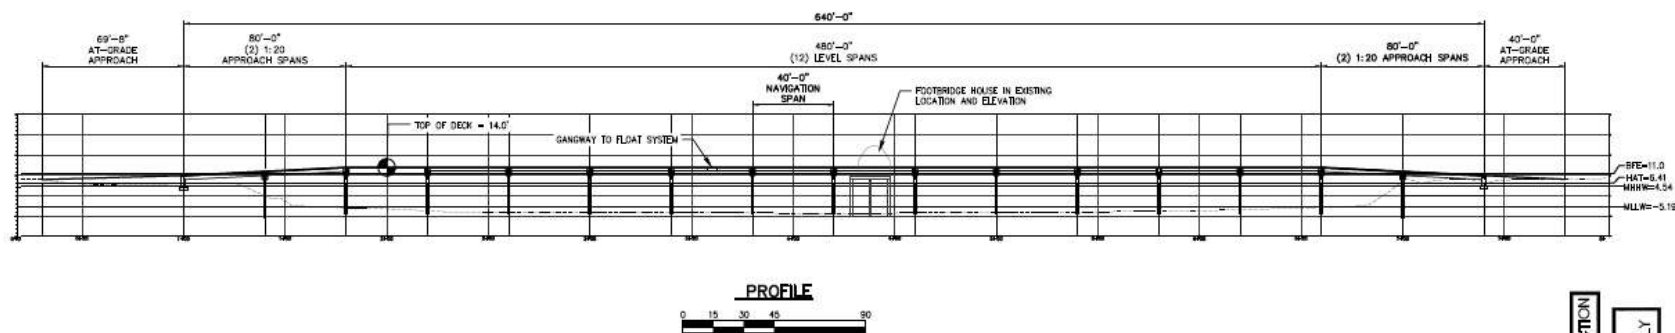 640'-0"
69'-8"
AT-GRADE
APPROACH
80'-0"
(2) 1:20
APPROACH SPANS
480'-0"
(12) LEVEL SPANS
80'-0"
(2) 1:20 APPROACH SPANS
40'-0"
AT-GRADE
APPROACH
40'-0"
NAVIGATION
SPAN
FOOTBRIDGE HOUSE IN EXISTING
LOCATION AND ELEVATION
TOP OF DECK = 14.0'
GANGWAY TO FLOAT SYSTEM
BFE=11.0
HAT=6.41
MHHW=4.54
MLLW=-5.19
PROFILE
0 15 30 45 90